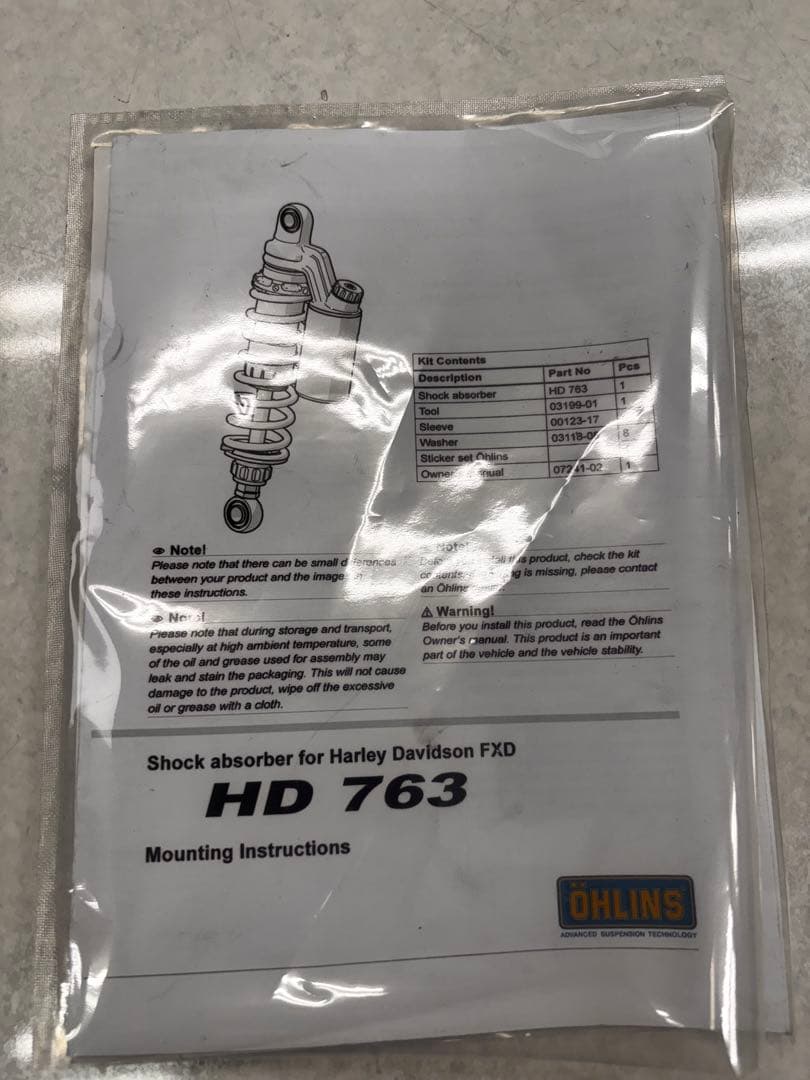 Kit Contents
Description Part No Pcs
Shock absorber HD 763 1
Tool 03199-01 1
Sleeve 00123-17
Washer 8
Sticker set Öhlins
1
Note!
Please note that there can be small differences
between your product and the image in
these instructions.
Note!
this product, check the kit
is missing, please contact
an Öhlins
Note!
Please note that during storage and transport,
especially at high ambient temperature, some
of the oil and grease used for assembly may
leak and stain the packaging. This will not cause
damage to the product, wipe off the excessive
oil or grease with a cloth.
Warning!
Before you install this product, read the Öhlins
Owner's manual. This product is an important
part of the vehicle and the vehicle stability.
Shock absorber for Harley Davidson FXD
HD 763
Mounting Instructions
ÖHLINS
ADVANCED SUSPENSION TECHNOLOGY